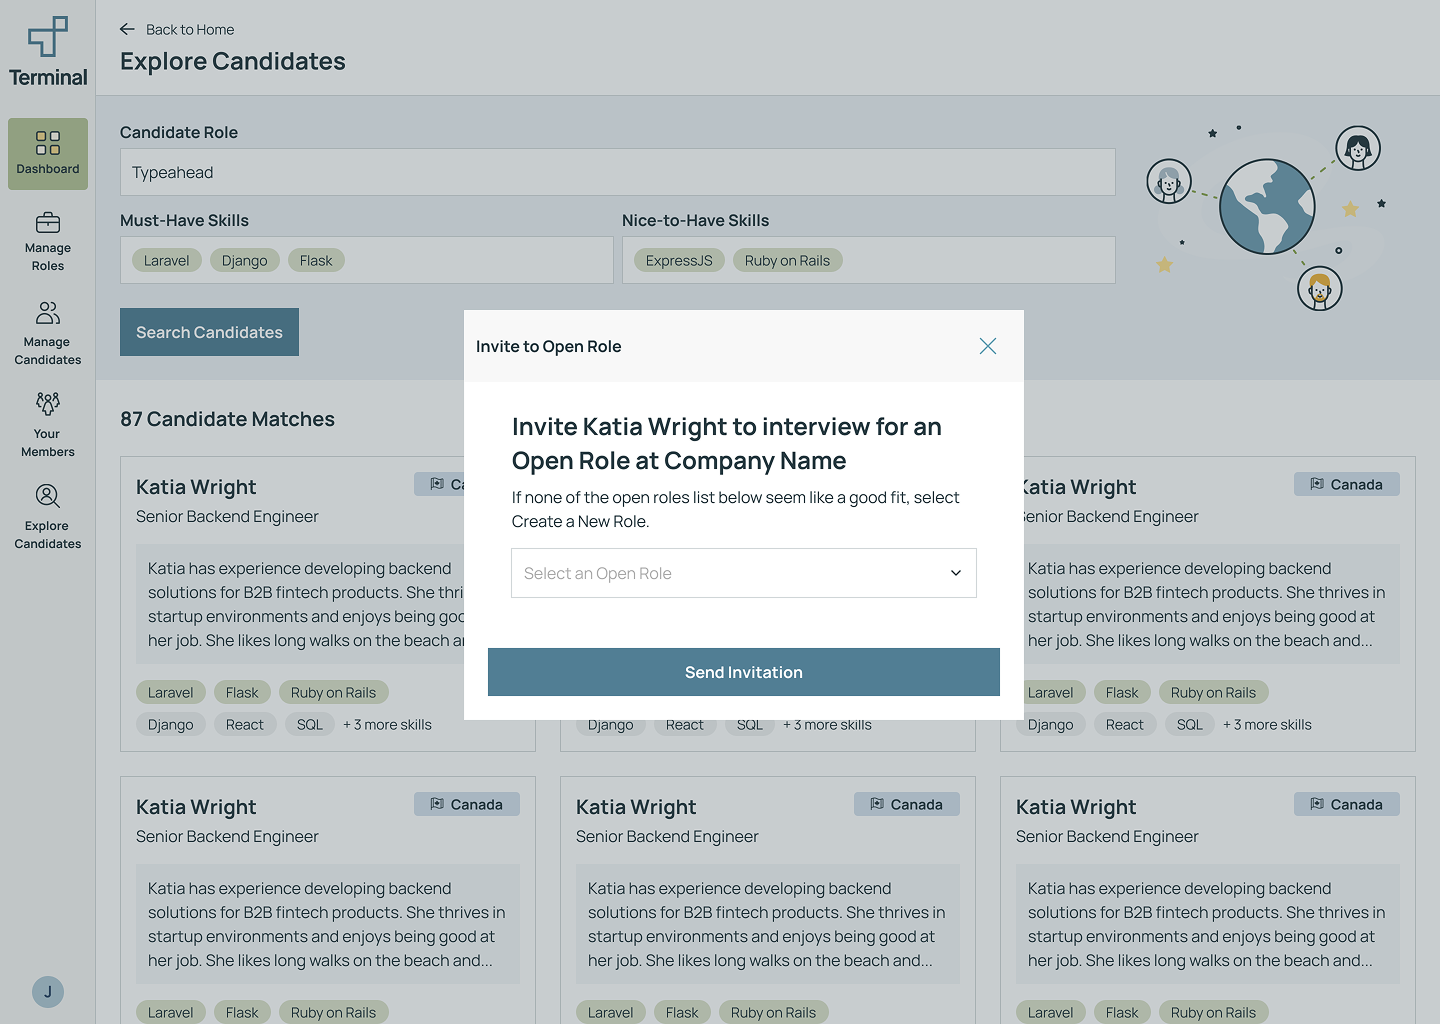 Terminal
Dashboard
Manage
Roles
Manage
Candidates
Your
Members
Explore
Candidates
J
Back to Home
Explore Candidates
Candidate Role
Typeahead
Must-Have Skills
Laravel Django Flask
Nice-to-Have Skills
ExpressJS Ruby on Rails
Search Candidates
87 Candidate Matches
Invite to Open Role
Invite Katia Wright to interview for an
Open Role at Company Name
If none of the open roles list below seem like a good fit, select
Create a New Role.
Select an Open Role
Send Invitation
Katia Wright
Senior Backend Engineer
Katia has experience developing backend
solutions for B2B fintech products. She
startup environments and enjoys being
her job. She likes long walks on the beach
Laravel Flask Ruby on Rails
Django React SQL + 3 more skills
Django React SQL + 3 more skills
Katia Wright Canada
Senior Backend Engineer
Katia has experience developing backend
solutions for B2B fintech products. She thrives in
startup environments and enjoys being good at
her job. She likes long walks on the beach and...
Laravel Flask Ruby on Rails
Django React SQL + 3 more skills
Katia Wright Canada
Senior Backend Engineer
Katia has experience developing backend
solutions for B2B fintech products. She thrives in
startup environments and enjoys being good at
her job. She likes long walks on the beach and...
Laravel Flask Ruby on Rails
Katia Wright Canada
Senior Backend Engineer
Katia has experience developing backend
solutions for B2B fintech products. She thrives in
startup environments and enjoys being good at
her job. She likes long walks on the beach and...
Laravel Flask Ruby on Rails
Katia Wright Canada
Senior Backend Engineer
Katia has experience developing backend
solutions for B2B fintech products. She thrives in
startup environments and enjoys being good at
her job. She likes long walks on the beach and...
Laravel Flask Ruby on Rails